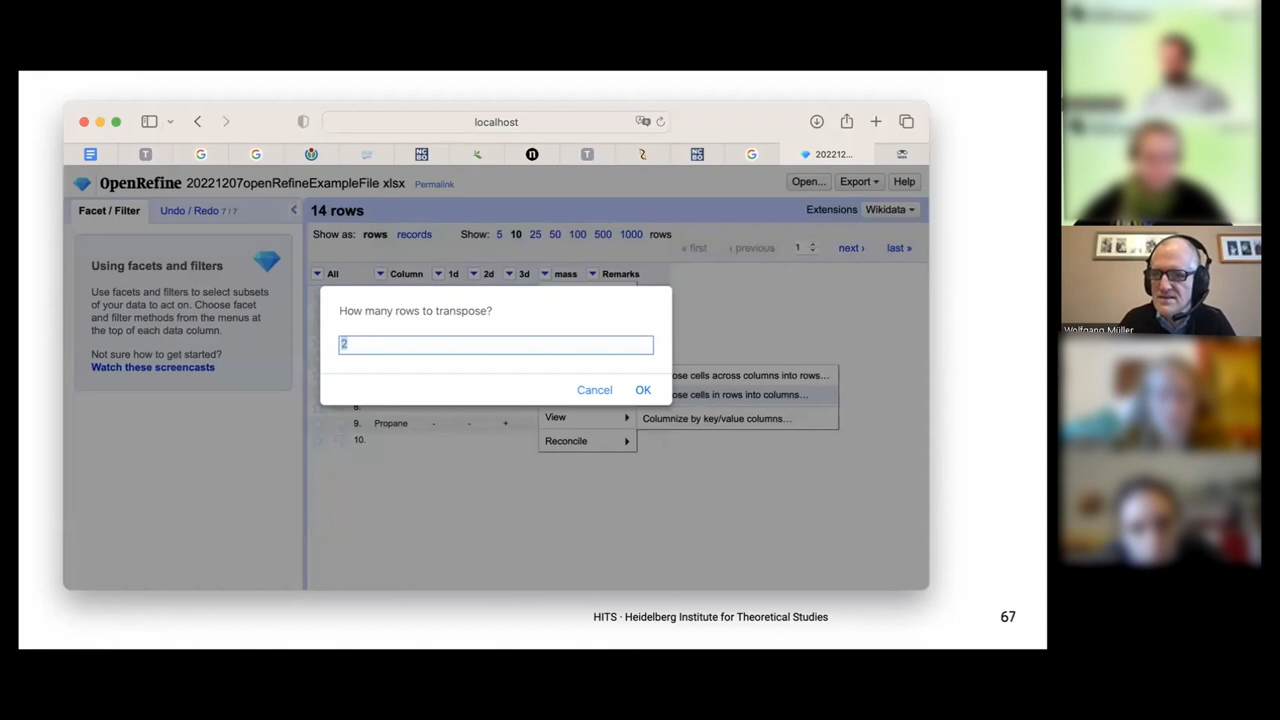 localhost
202212...
OpenRefine 20221207openRefineExampleFile xlsx Permalink
Open... Export Help
Facet / Filter Undo / Redo 7 / 7
14 rows
Extensions Wikidata
Show as: rows records Show: 5 10 25 50 100 500 1000 rows
« first ‹ previous 1 next › last »
All Column 1d 2d 3d mass Remarks
Using facets and filters
Use facets and filters to select subsets
of your data to act on. Choose facet
and filter methods from the menus at
the top of each data column.
Not sure how to get started?
Watch these screencasts
How many rows to transpose?
2
Cancel OK
ose cells across columns into rows...
ose cells in rows into columns...
Columnize by key/value columns...
8.
9. Propane - - +
10.
View
Reconcile
HITS · Heidelberg Institute for Theoretical Studies
67
Wolfgang Müller